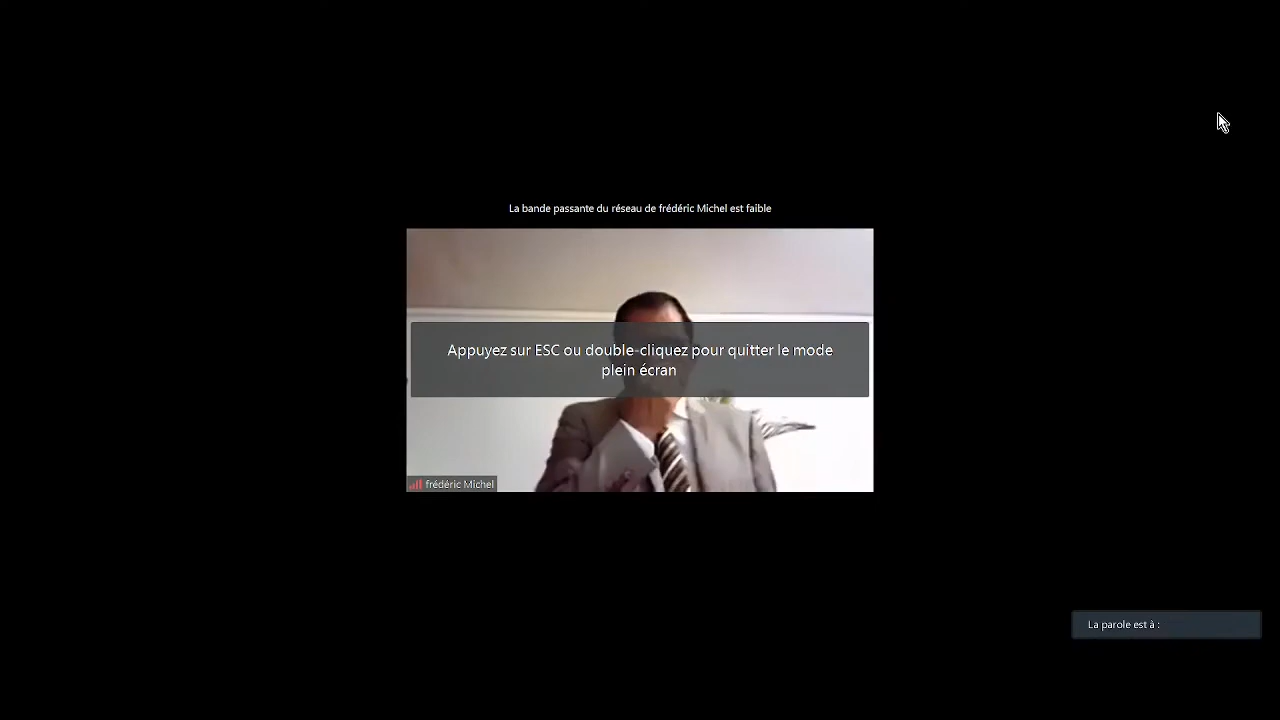 La bande passante du réseau de frédéric Michel est faible
Appuyez sur ESC ou double-cliquez pour quitter le mode
plein écran
frédéric Michel
La parole est à :